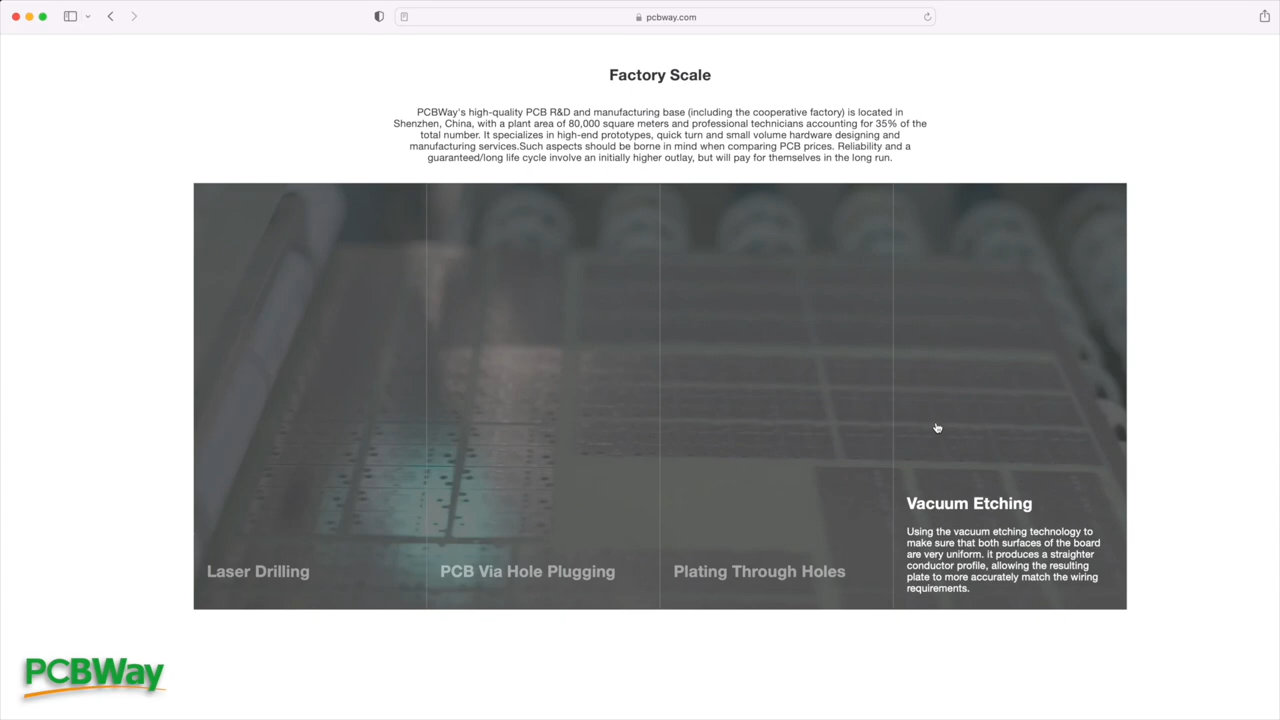 pcbway.com
Factory Scale
PCBWay's high-quality PCB R&D and manufacturing base (including the cooperative factory) is located in
Shenzhen, China, with a plant area of 80,000 square meters and professional technicians accounting for 35% of the
total number. It specializes in high-end prototypes, quick turn and small volume hardware designing and
manufacturing services.Such aspects should be borne in mind when comparing PCB prices. Reliability and a
guaranteed/long life cycle involve an initially higher outlay, but will pay for themselves in the long run.
Laser Drilling
PCB Via Hole Plugging
Plating Through Holes
Vacuum Etching
Using the vacuum etching technology to
make sure that both surfaces of the board
are very uniform. it produces a straighter
conductor profile, allowing the resulting
plate to more accurately match the wiring
requirements.
PCBWay